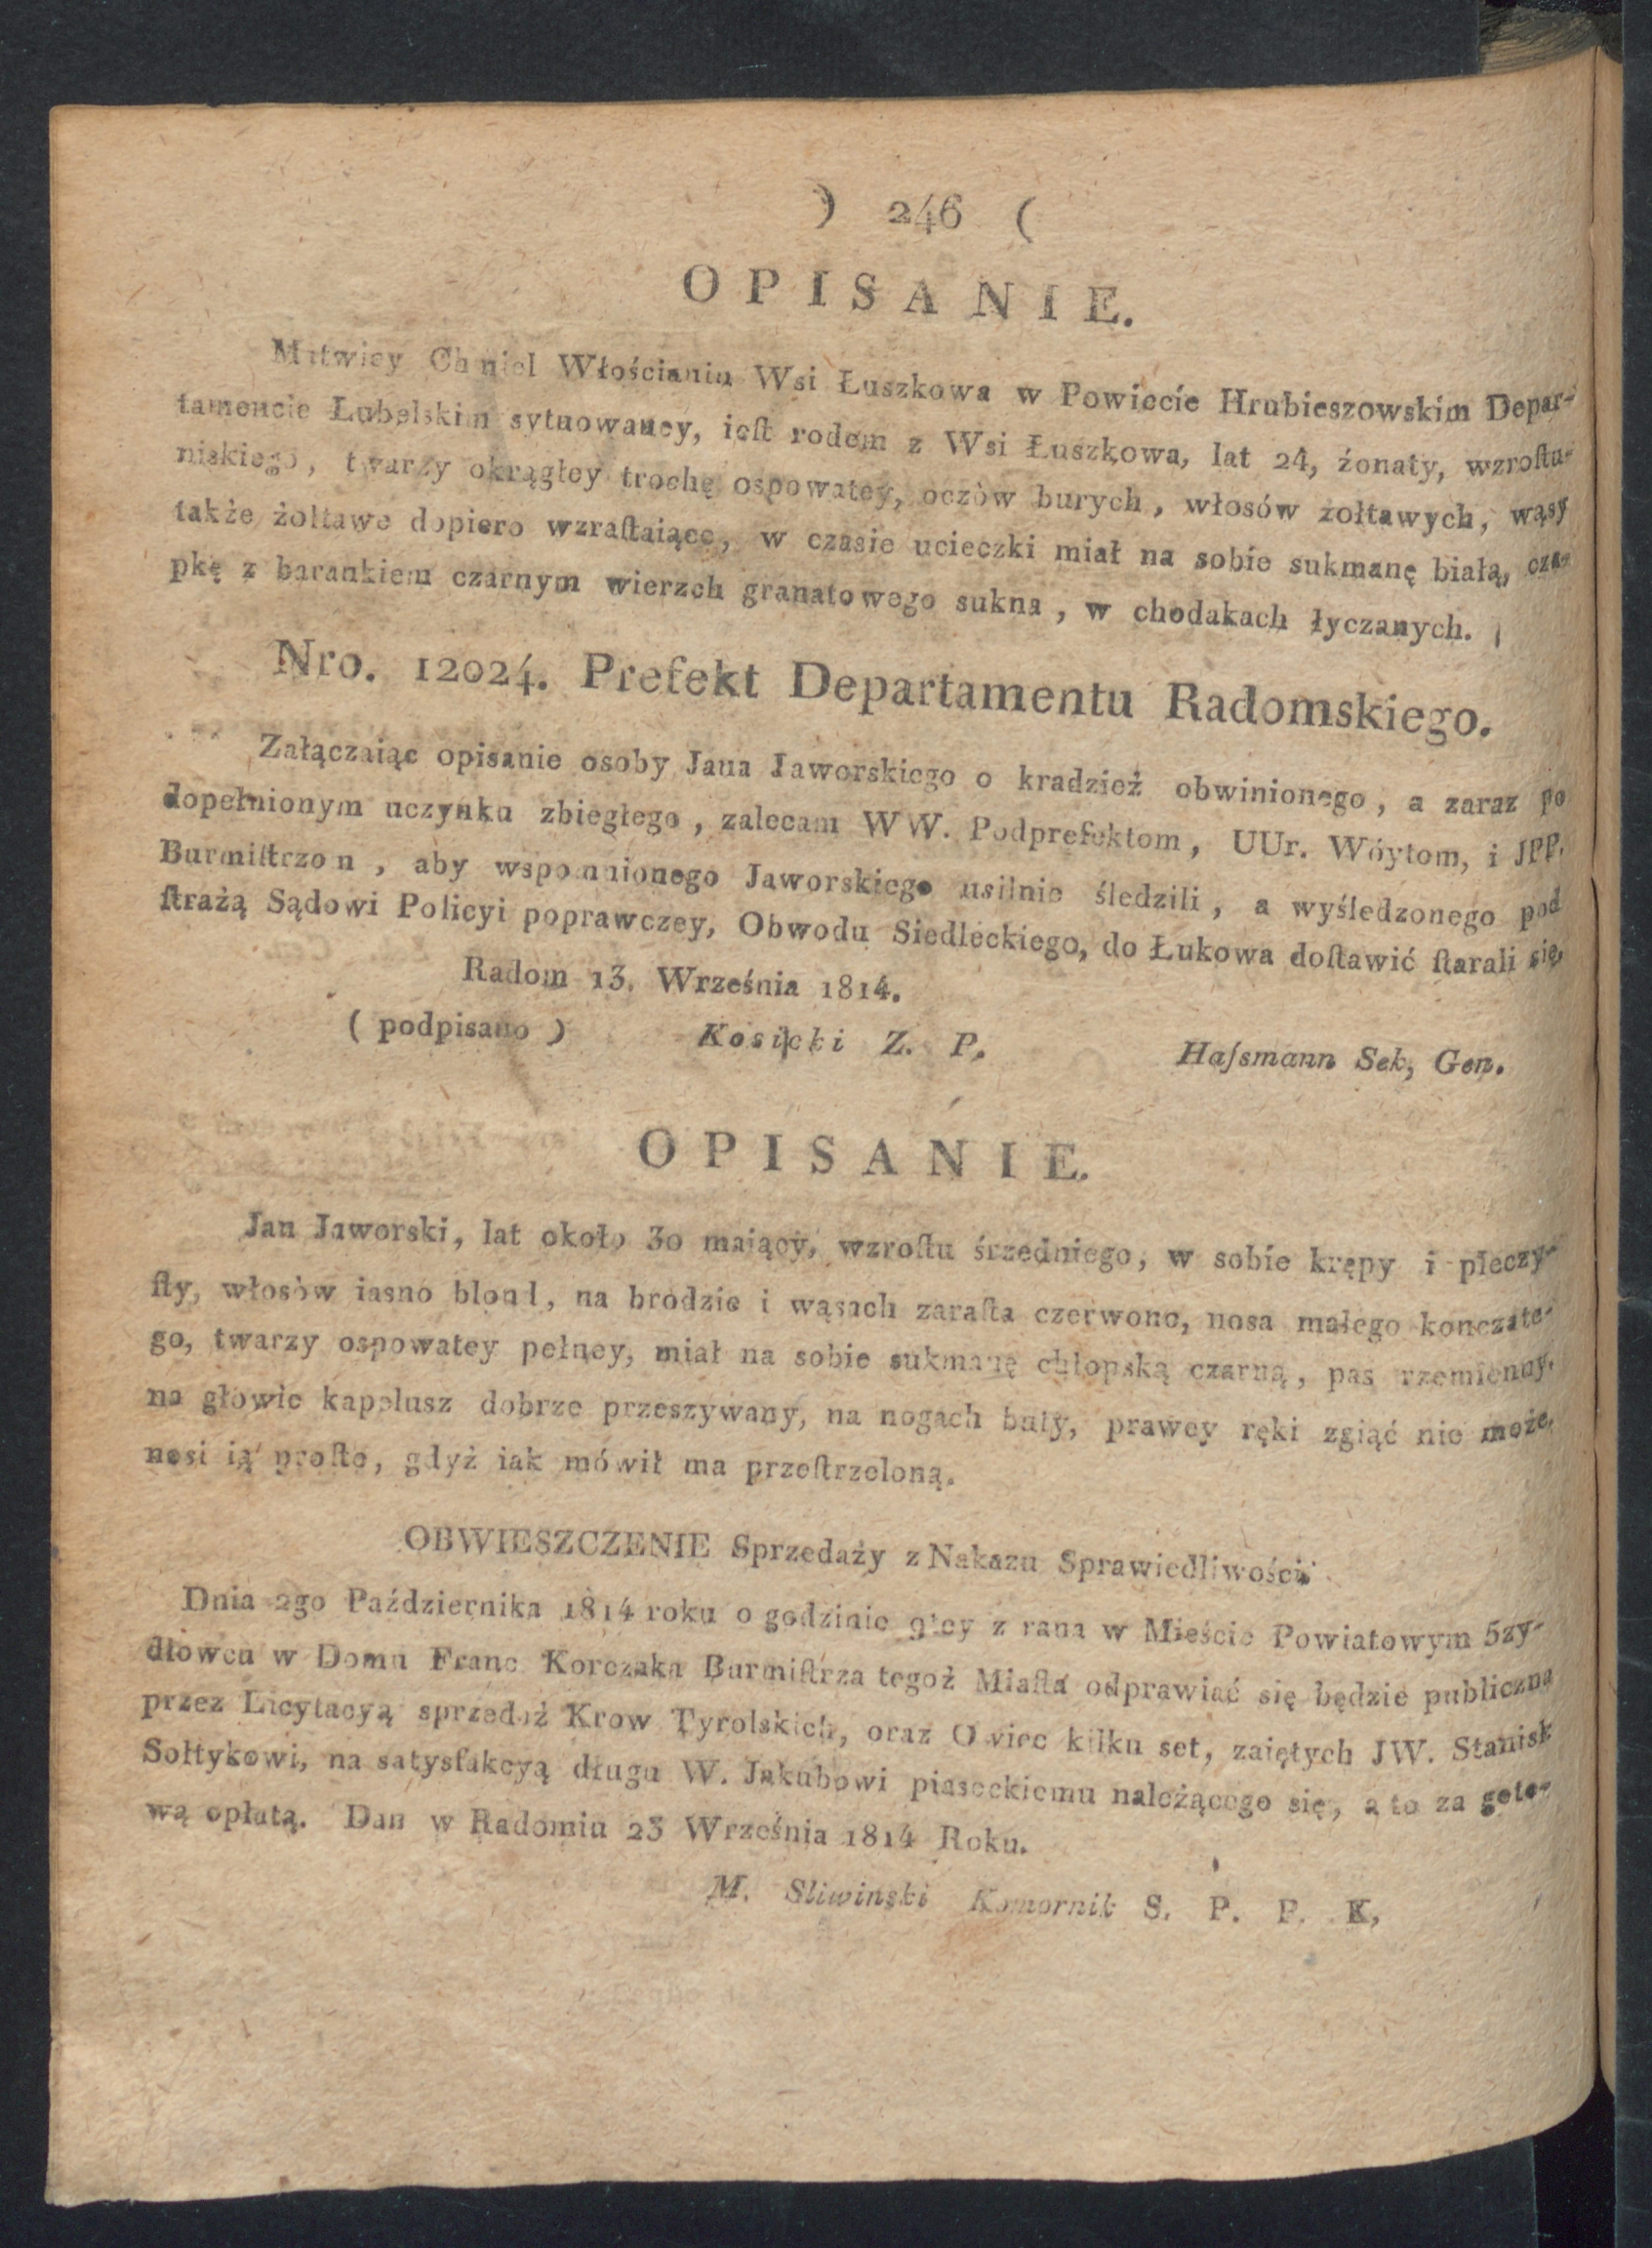 ) 246 (
OPISANIE.
Matwiey Chmiel Włościanin Wsi Łuszkowa w Powiecie Hrubieszowskim Depar-
tamencie Lubelskim sytuowaney, ieſt rodem z Wsi Łuszkowa, lat 24, żonaty, wzroſtu
niskiego, twarzy okrągłey trochę ospowatey, oczów burych, włosów żołtawych, wąsy
także żołtawe dopiero wzraſtaiące, w czasie ucieczki miał na sobie sukmanę białą, cza-
pkę z barankiem czarnym wierzch granatowego sukna, w chodakach łyczanych.
Nro. 12024. Prefekt Departamentu Radomskiego.
Załączaiąc opisanie osoby Jana Iaworskiego o kradzież obwinionego, a zaraz po
dopełnionym uczynku zbiegłego, zalecam WW. Podprefektom, UUr. Wóytom, i JPP.
Burmiſtrzom, aby wspomnionego Jaworskiego usilnie śledzili, a wyśledzonego pod
ſtrażą Sądowi Policyi poprawczey, Obwodu Siedleckiego, do Łukowa doſtawić ſtarali się.
Radom 13. Września 1814.
(podpisano) Kosicki Z. P. Haſsmann Sek, Gen.
OPISANIE.
Jan Jaworski, lat około 30 maiący, wzroſtu śrzedniego, w sobie krępy i pleczy-
ſty, włosów iasno blond, na brodzie i wąsach zaraſta czerwono, nosa małego konczate-
go, twarzy ospowatey pełney, miał na sobie sukmanę chłopską czarną, pas rzemienny.
na głowie kapelusz dobrze przeszywany, na nogach buty, prawey ręki zgiąć nie może,
nosi ią proſto, gdyż iak mówił ma przeſtrzeloną.
OBWIESZCZENIE Sprzedaży z Nakazu Sprawiedliwości
Dnia 2go Października 1814 roku o godzinie 9tey z rana w Mieście Powiatowym Szy-
dłowcu w Domu Franc Korczaka Burmiſtrza tegoż Miaſta odprawiać się będzie publiczna
przez Licytacyą sprzedaż Krow Tyrolskich, oraz Owiec kilku set, zaiętych JW. Stanisł
Sołtykowi, na satysfakcyą długu W. Jakubowi piaseckiemu należącego się, a to za goto-
wą opłatą. Dan w Radomiu 23 Września 1814 Roku.
M. Sliwinski Komornik S. P. P. K,